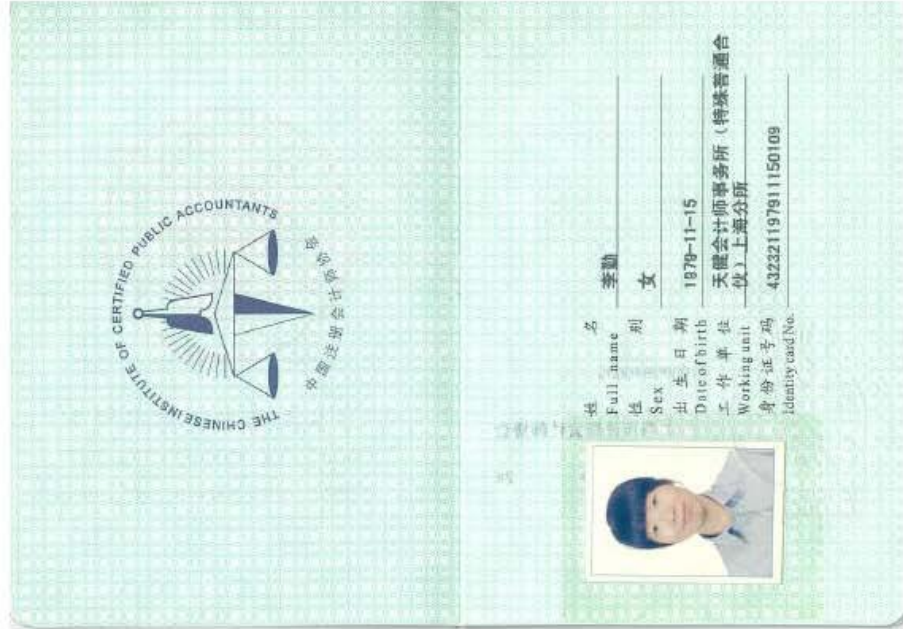 THE CHINESE INSTITUTE OF CERTIFIED PUBLIC ACCOUNTANTS
中国注册会计师协会
姓 名 李勤
Full name
性 别 女
Sex
出 生 日 期 1979-11-15
Date of birth
工 作 单 位 天健会计师事务所（特殊普通合
Working unit 伙）上海分所
身 份 证 号 码 432321197911150109
Identity card No.